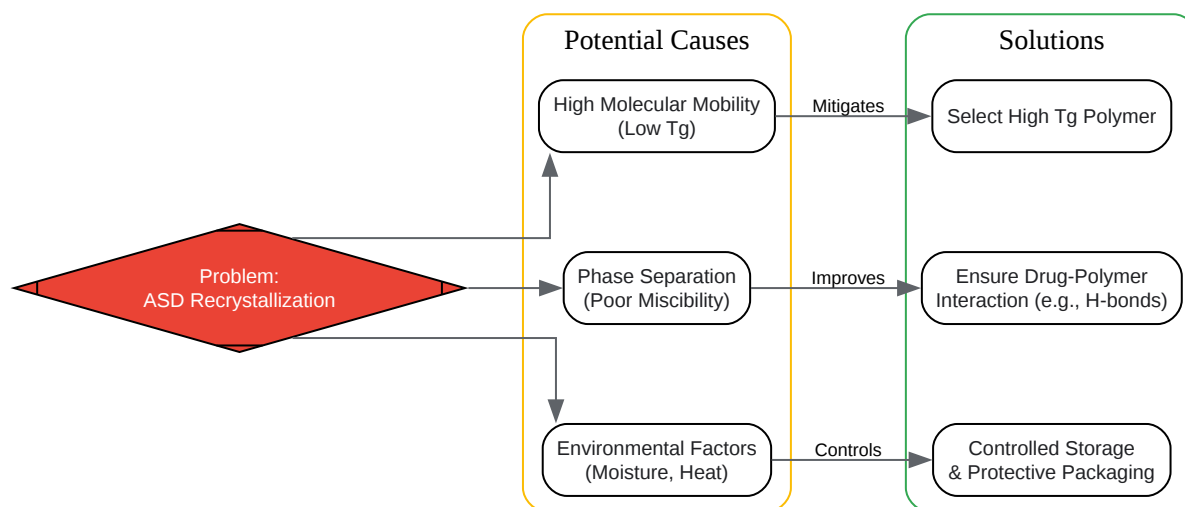 Potential Causes
Solutions
High Molecular Mobility
(Low Tg)
Mitigates
Select High Tg Polymer
Problem:
ASD Recrystallization
Phase Separation
(Poor Miscibility)
Improves
Ensure Drug-Polymer
Interaction (e.g., H-bonds)
Environmental Factors
(Moisture, Heat)
Controls
Controlled Storage
& Protective Packaging